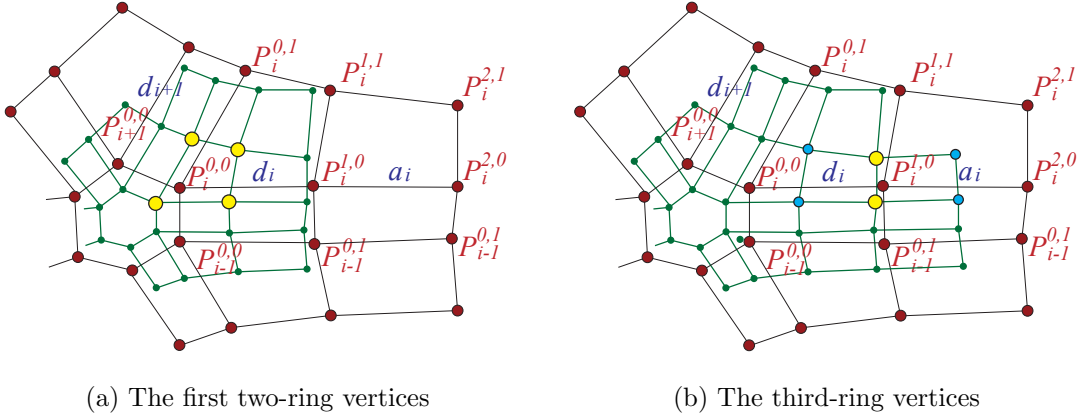 P_i^{0,1} P_i^{1,1} P_i^{2,1}
d_{i+1}
P_{i+1}^{0,0}
P_i^{0,0} d_i P_i^{1,0} a_i P_i^{2,0}
P_{i-1}^{0,0} P_{i-1}^{0,1} P_{i-1}^{0,1}
(a) The first two-ring vertices
P_i^{0,1} P_i^{1,1} P_i^{2,1}
d_{i+1}
P_{i+1}^{0,0}
P_i^{0,0} d_i P_i^{1,0} a_i P_i^{2,0}
P_{i-1}^{0,0} P_{i-1}^{0,1} P_{i-1}^{0,1}
(b) The third-ring vertices